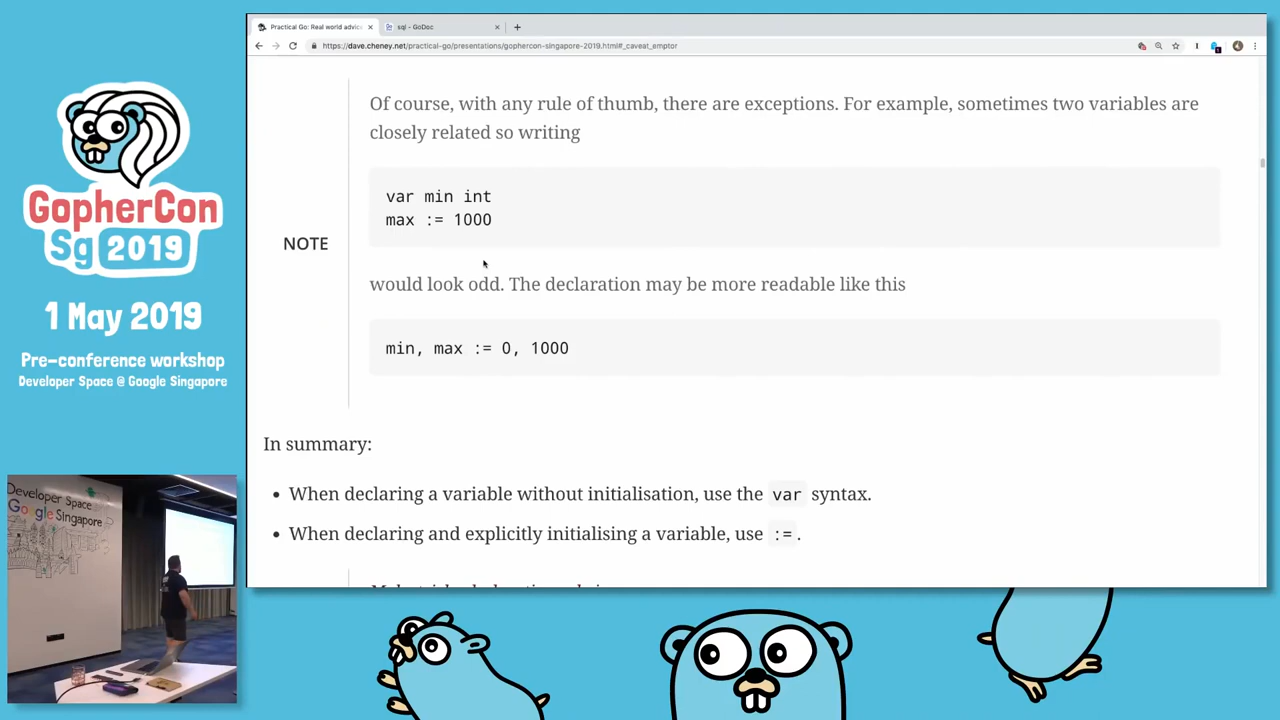 Practical Go: Real world advic
sql - GoDoc
https://dave.cheney.net/practical-go/presentations/gophercon-singapore-2019.html#_caveat_emptor
Of course, with any rule of thumb, there are exceptions. For example, sometimes two variables are
closely related so writing
var min int
max := 1000
NOTE
would look odd. The declaration may be more readable like this
min, max := 0, 1000
In summary:
• When declaring a variable without initialisation, use the var syntax.
• When declaring and explicitly initialising a variable, use := .
GopherCon
Sg 2019
1 May 2019
Pre-conference workshop
Developer Space @ Google Singapore
Developer Space
Google Singapore